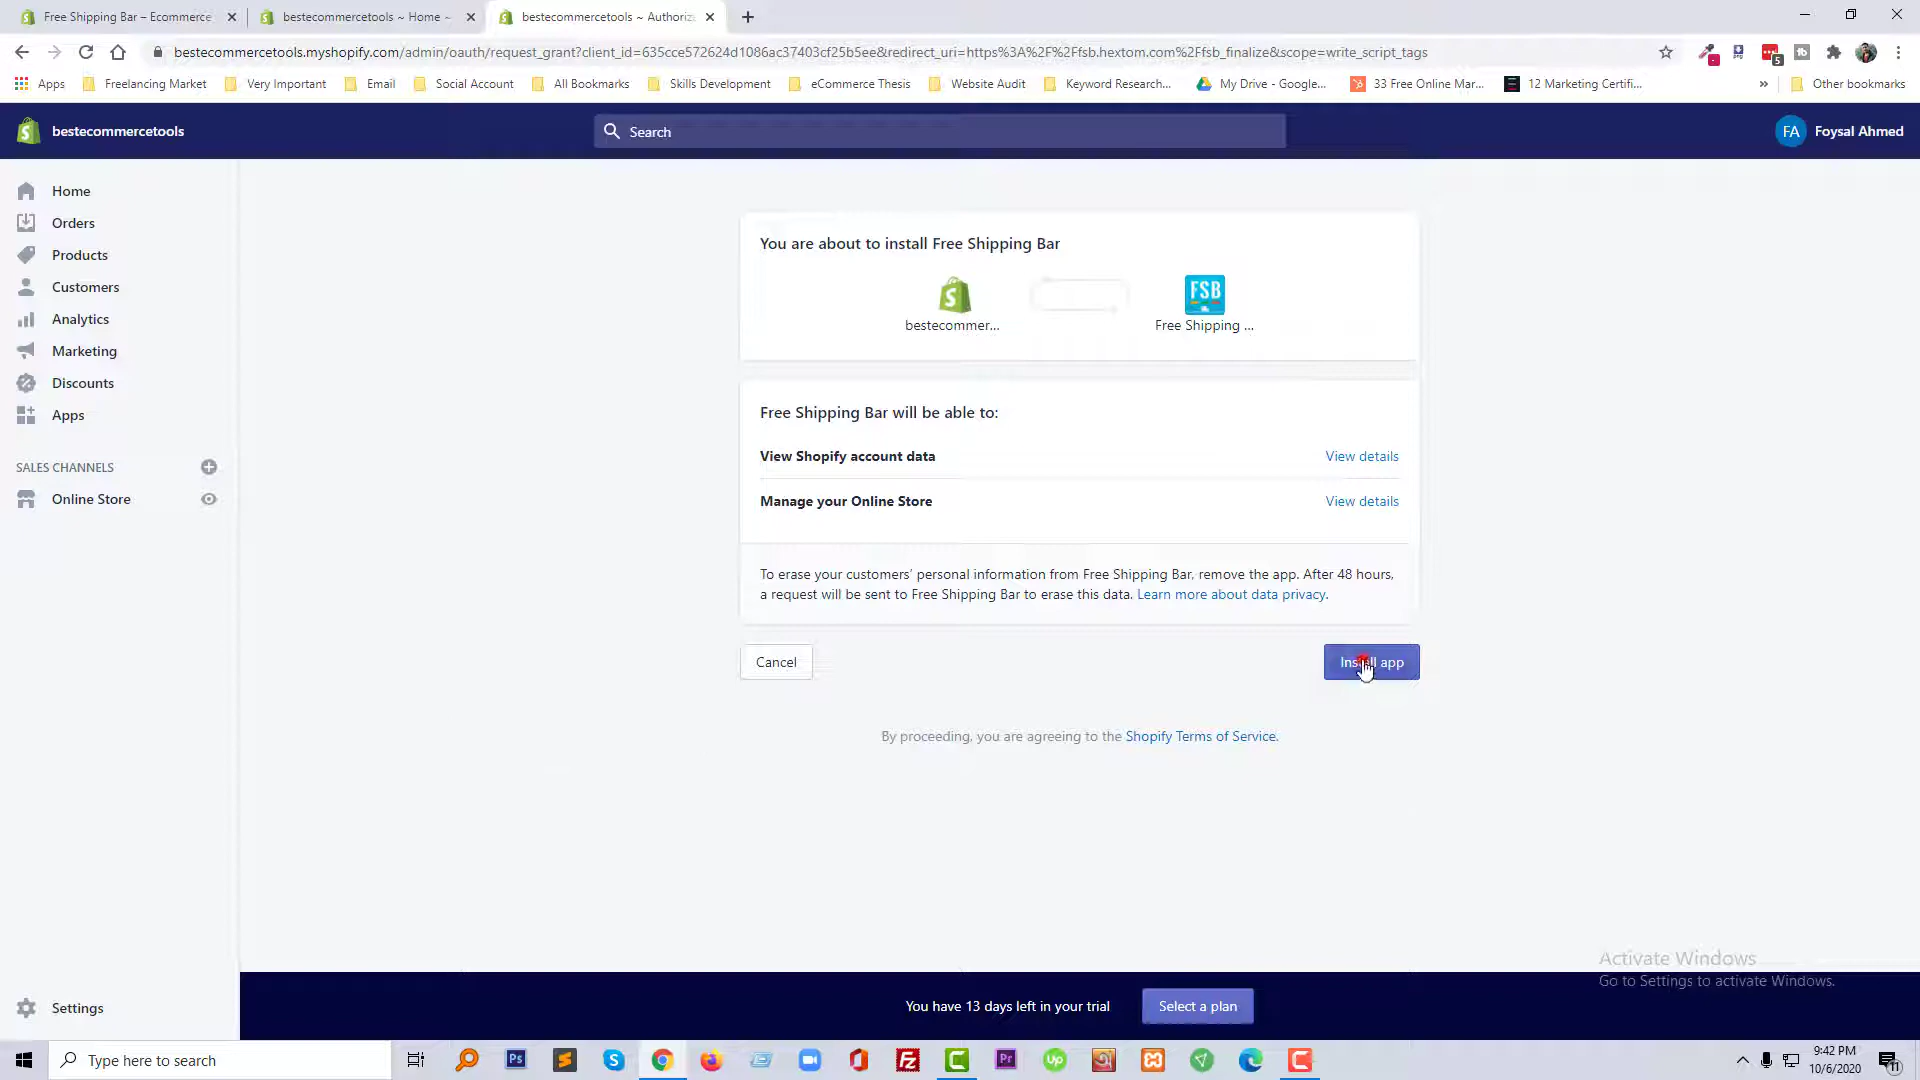 Free Shipping Bar – Ecommerce
bestecommercetools ~ Home ~
bestecommercetools ~ Authoriz
bestecommercetools.myshopify.com/admin/oauth/request_grant?client_id=635cce572624d1086ac37403cf25b5ee&redirect_uri=https%3A%2F%2Ffsb.hextom.com%2Ffsb_finalize&scope=write_script_tags
5
Apps
Freelancing Market
Very Important
Email
Social Account
All Bookmarks
Skills Development
eCommerce Thesis
Website Audit
Keyword Research...
My Drive - Google...
33 Free Online Mar...
12 Marketing Certifi...
»
Other bookmarks
bestecommercetools
Search
FA
Foysal Ahmed
Home
Orders
Products
Customers
Analytics
Marketing
Discounts
Apps
SALES CHANNELS
Online Store
Settings
You are about to install Free Shipping Bar
FSB
bestecommer...
Free Shipping ...
Free Shipping Bar will be able to:
View Shopify account data
View details
Manage your Online Store
View details
To erase your customers’ personal information from Free Shipping Bar, remove the app. After 48 hours,
a request will be sent to Free Shipping Bar to erase this data. Learn more about data privacy.
Cancel
Install app
By proceeding, you are agreeing to the Shopify Terms of Service.
Activate Windows
Go to Settings to activate Windows.
You have 13 days left in your trial
Select a plan
Type here to search
Ps
Pr
Up
9:42 PM
10/6/2020
11